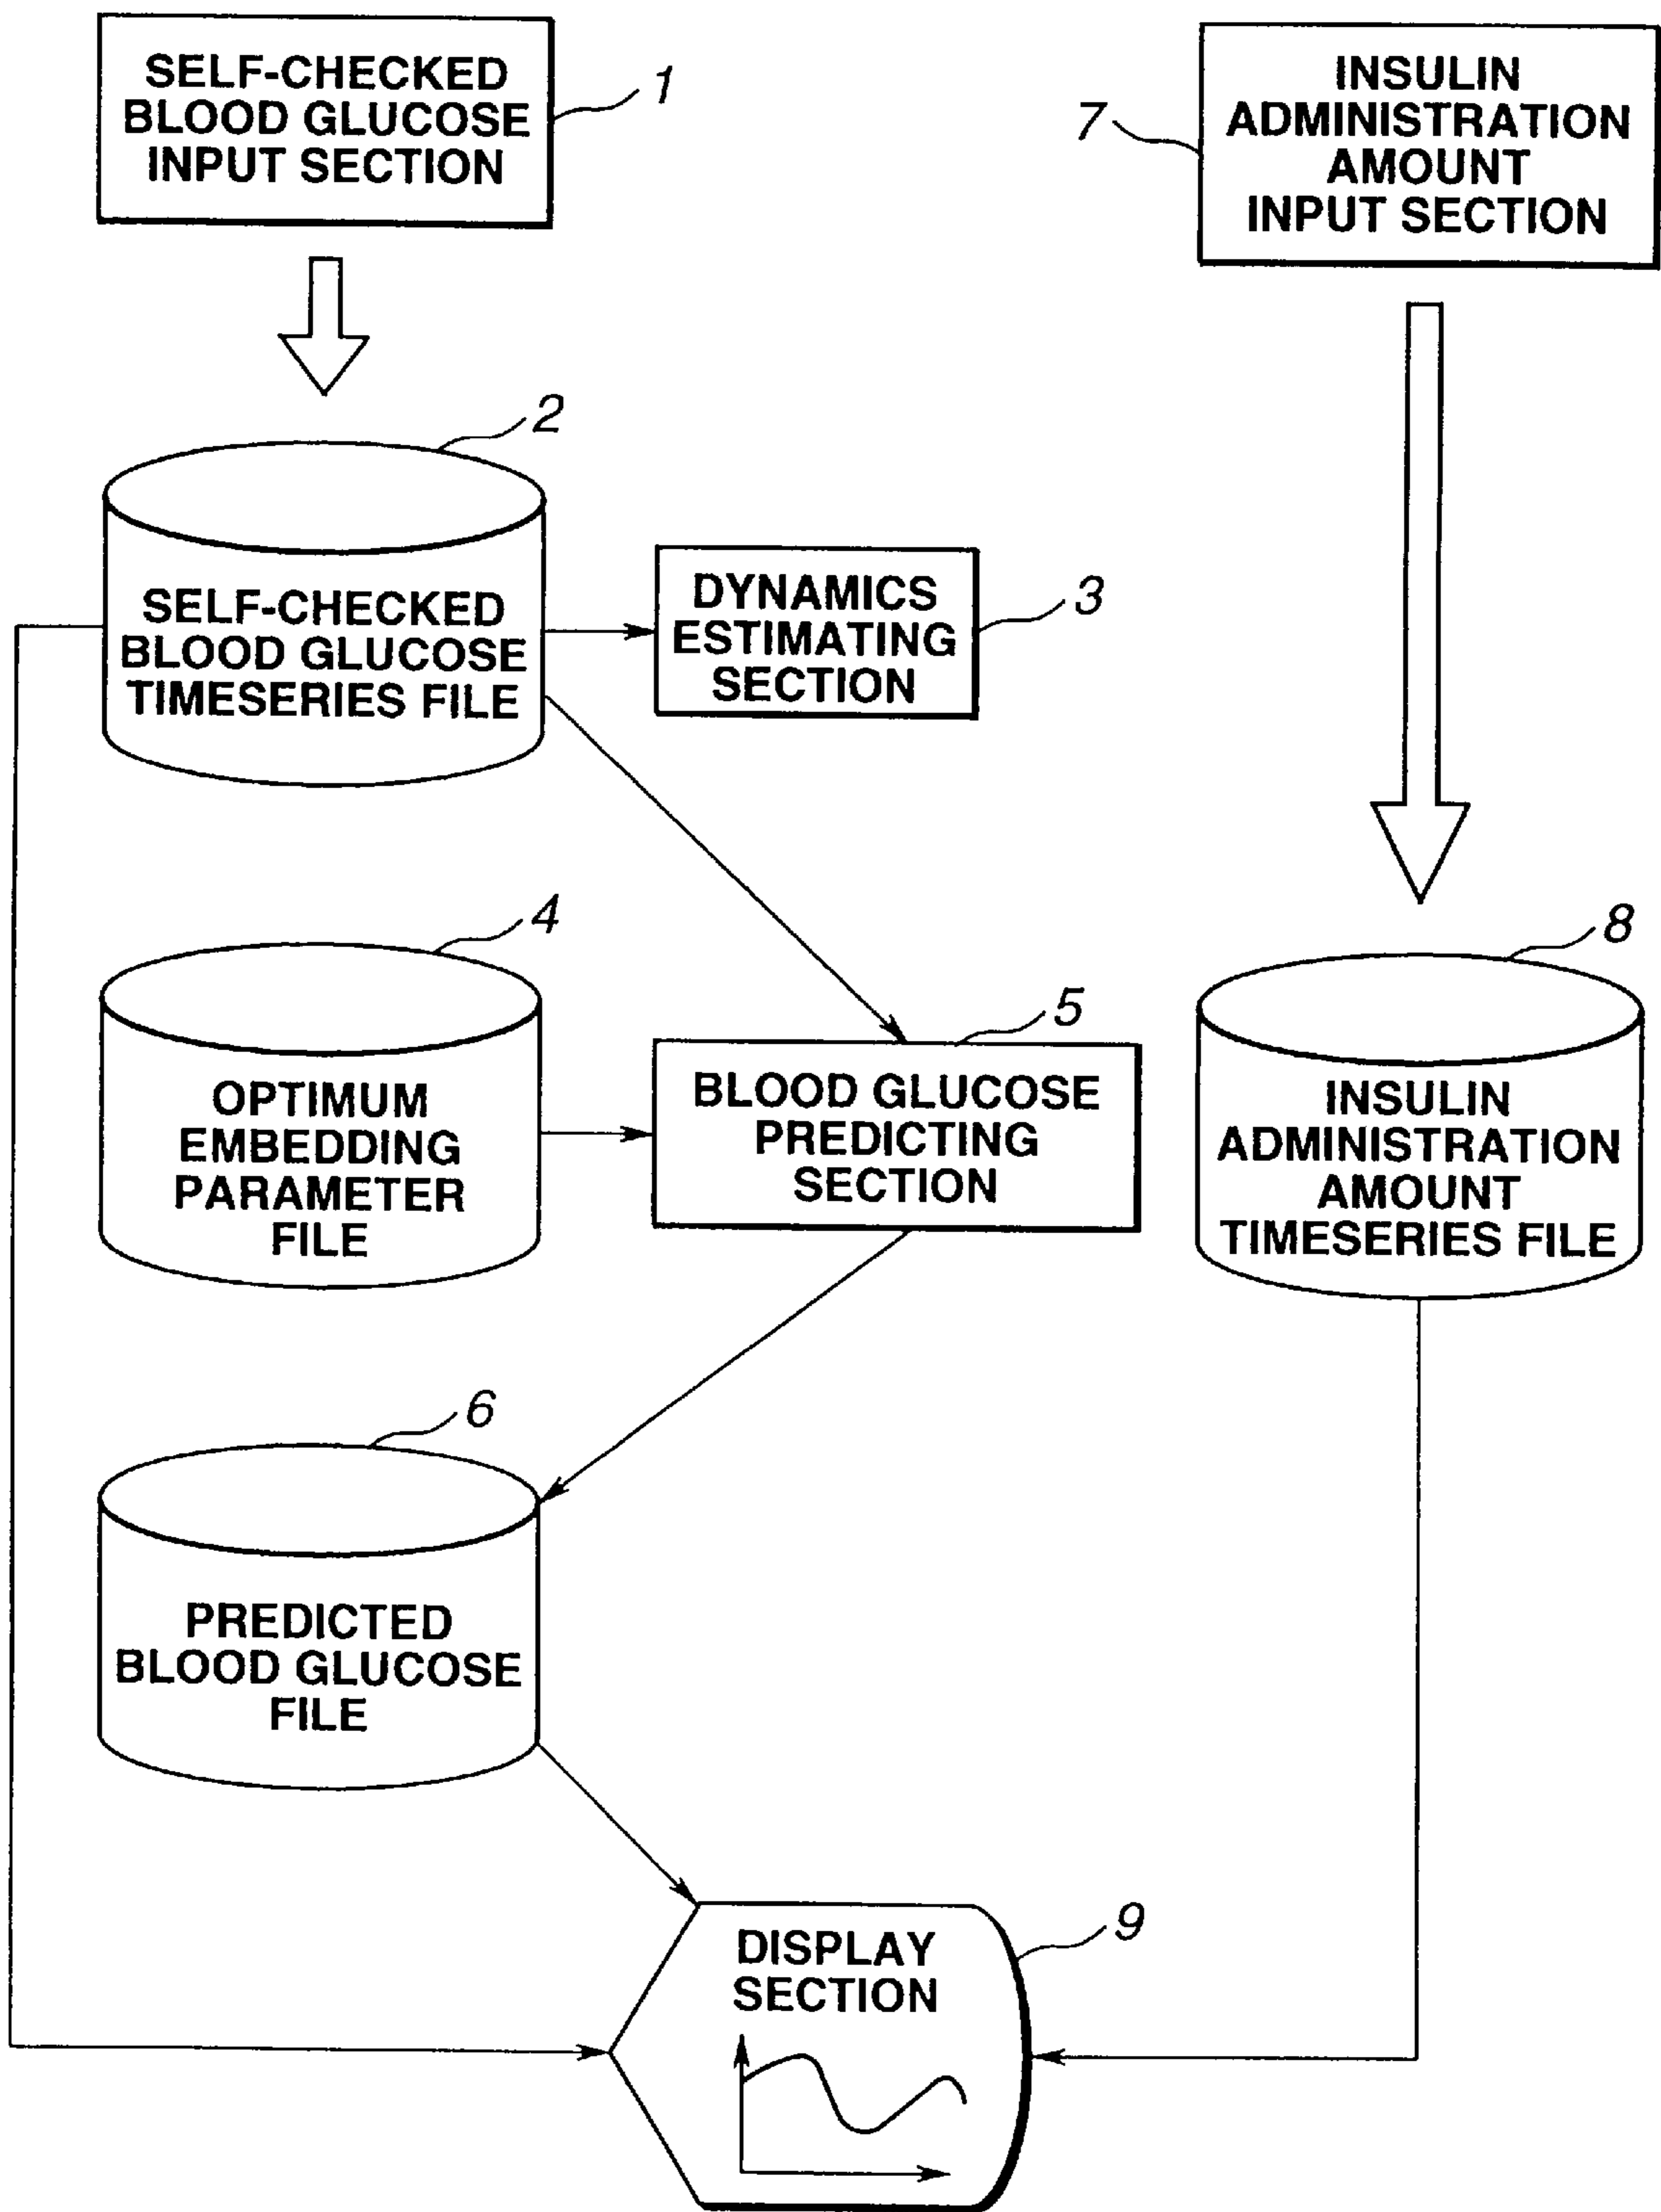 SELF-CHECKED
BLOOD GLUCOSE
INPUT SECTION
1
INSULIN
ADMINISTRATION
AMOUNT
INPUT SECTION
7
2
SELF-CHECKED
BLOOD GLUCOSE
TIMESERIES FILE
DYNAMICS
ESTIMATING
SECTION
3
4
OPTIMUM
EMBEDDING
PARAMETER
FILE
5
BLOOD GLUCOSE
PREDICTING
SECTION
8
INSULIN
ADMINISTRATION
AMOUNT
TIMESERIES FILE
6
PREDICTED
BLOOD GLUCOSE
FILE
9
DISPLAY
SECTION